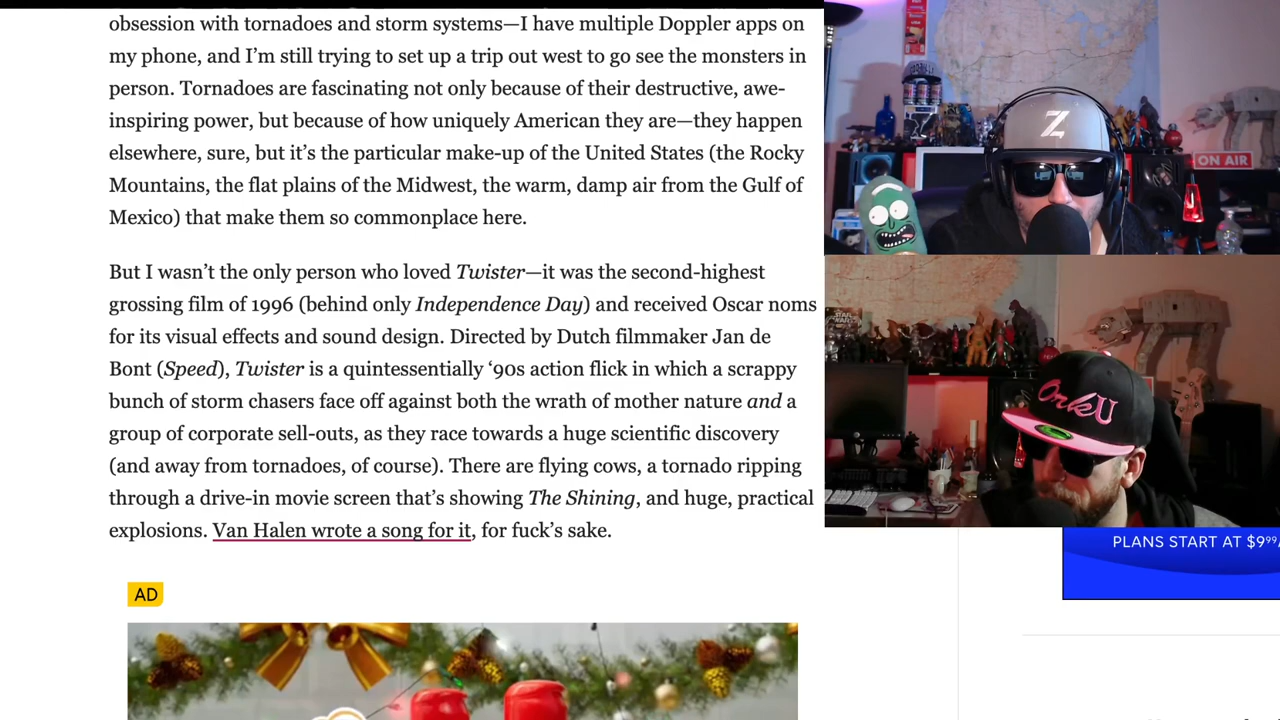 obsession with tornadoes and storm systems—I have multiple Doppler apps on
my phone, and I’m still trying to set up a trip out west to go see the monsters in
person. Tornadoes are fascinating not only because of their destructive, awe-
inspiring power, but because of how uniquely American they are—they happen
elsewhere, sure, but it’s the particular make-up of the United States (the Rocky
Mountains, the flat plains of the Midwest, the warm, damp air from the Gulf of
Mexico) that make them so commonplace here.
But I wasn’t the only person who loved Twister—it was the second-highest
grossing film of 1996 (behind only Independence Day) and received Oscar noms
for its visual effects and sound design. Directed by Dutch filmmaker Jan de
Bont (Speed), Twister is a quintessentially ‘90s action flick in which a scrappy
bunch of storm chasers face off against both the wrath of mother nature and a
group of corporate sell-outs, as they race towards a huge scientific discovery
(and away from tornadoes, of course). There are flying cows, a tornado ripping
through a drive-in movie screen that’s showing The Shining, and huge, practical
explosions. Van Halen wrote a song for it, for fuck’s sake.
AD
Z
ON AIR
STAR WARS
OnkU
PLANS START AT $9⁹⁹/